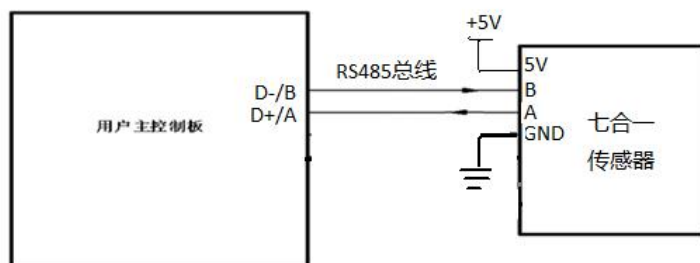 +5V
RS485总线
5V
D-/B
B
D+/A
A
用户主控制板
GND
七合一
传感器